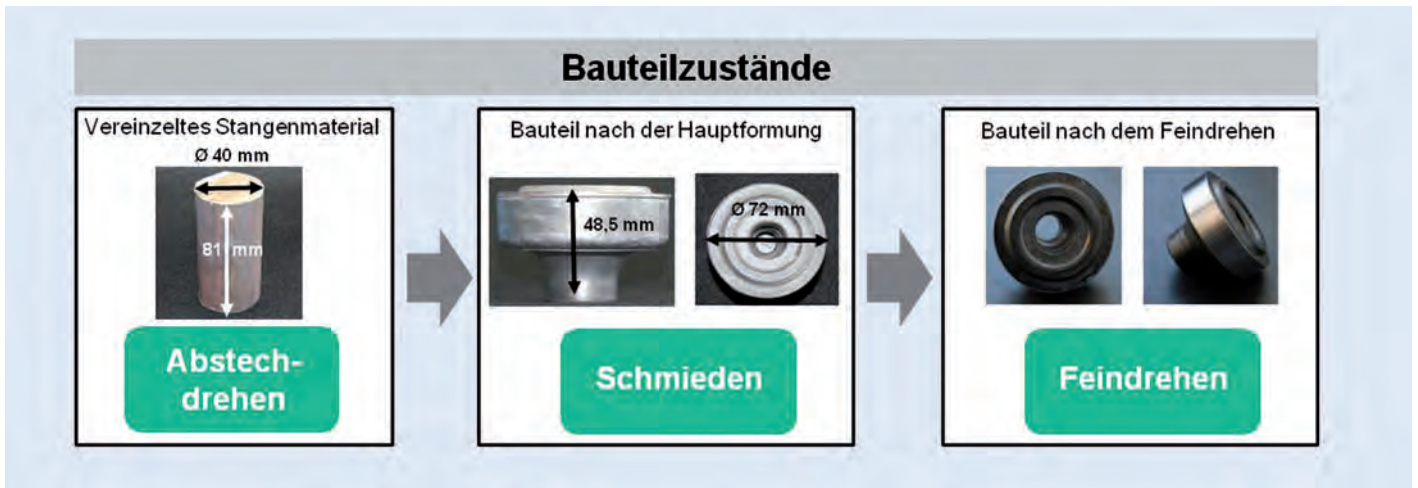 Bauteilzustände
Vereinzeltes Stangenmaterial
Ø 40 mm
81 mm
Abstech-
drehen
Bauteil nach der Hauptformung
48,5 mm
Ø 72 mm
Schmieden
Bauteil nach dem Feindrehen
Feindrehen